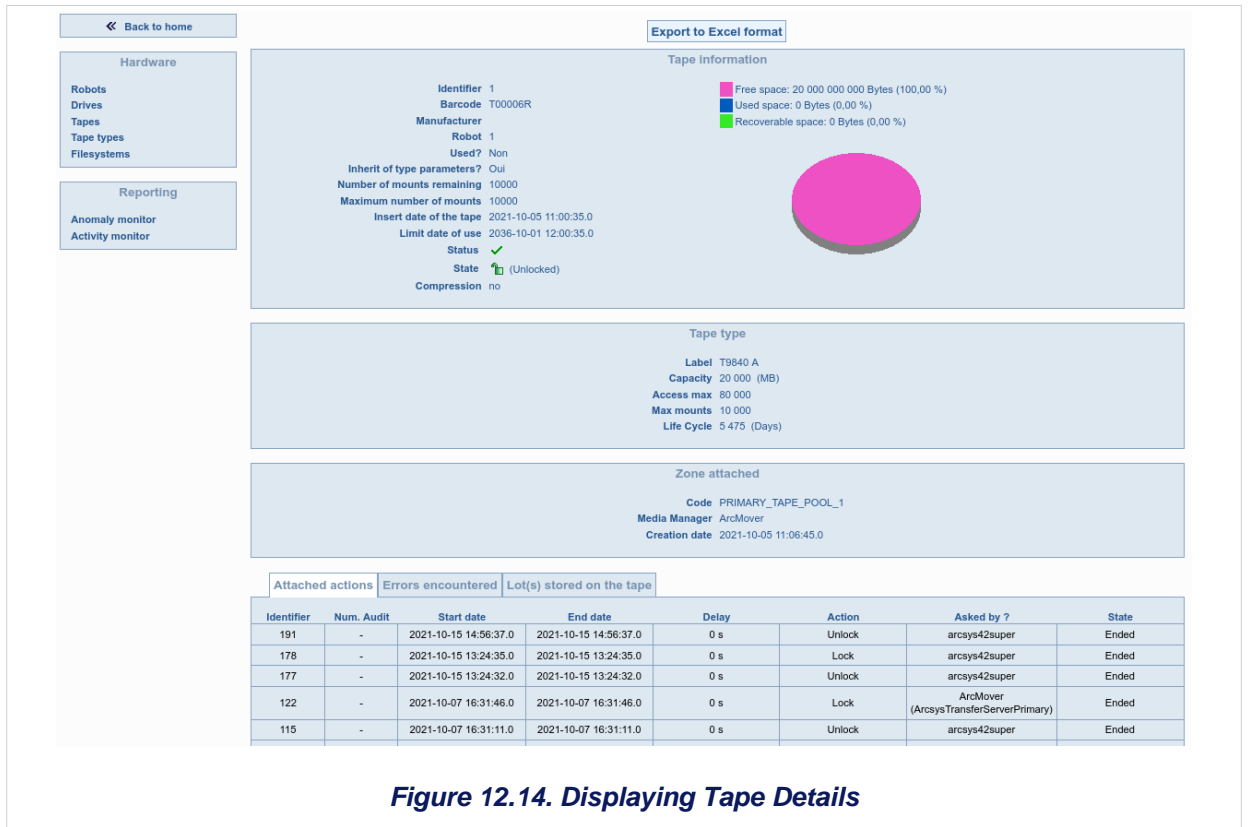 « Back to home
Export to Excel format
Hardware
Robots
Drives
Tapes
Tape types
Filesystems
Reporting
Anomaly monitor
Activity monitor
Tape information
Identifier 1
Barcode T00006R
Manufacturer
Robot 1
Used? Non
Inherit of type parameters? Oui
Number of mounts remaining 10000
Maximum number of mounts 10000
Insert date of the tape 2021-10-05 11:00:35.0
Limit date of use 2036-10-01 12:00:35.0
Status
State (Unlocked)
Compression no
Free space: 20 000 000 000 Bytes (100,00 %)
Used space: 0 Bytes (0,00 %)
Recoverable space: 0 Bytes (0,00 %)
Tape type
Label T9840 A
Capacity 20 000 (MB)
Access max 80 000
Max mounts 10 000
Life Cycle 5 475 (Days)
Zone attached
Code PRIMARY_TAPE_POOL_1
Media Manager ArcMover
Creation date 2021-10-05 11:06:45.0
Attached actions Errors encountered Lot(s) stored on the tape
Identifier Num. Audit Start date End date Delay Action Asked by ? State
191 - 2021-10-15 14:56:37.0 2021-10-15 14:56:37.0 0 s Unlock arcsys42super Ended
178 - 2021-10-15 13:24:35.0 2021-10-15 13:24:35.0 0 s Lock arcsys42super Ended
177 - 2021-10-15 13:24:32.0 2021-10-15 13:24:32.0 0 s Unlock arcsys42super Ended
122 - 2021-10-07 16:31:46.0 2021-10-07 16:31:46.0 0 s Lock ArcMover (ArcsysTransferServerPrimary) Ended
115 - 2021-10-07 16:31:11.0 2021-10-07 16:31:11.0 0 s Unlock arcsys42super Ended
Figure 12.14. Displaying Tape Details